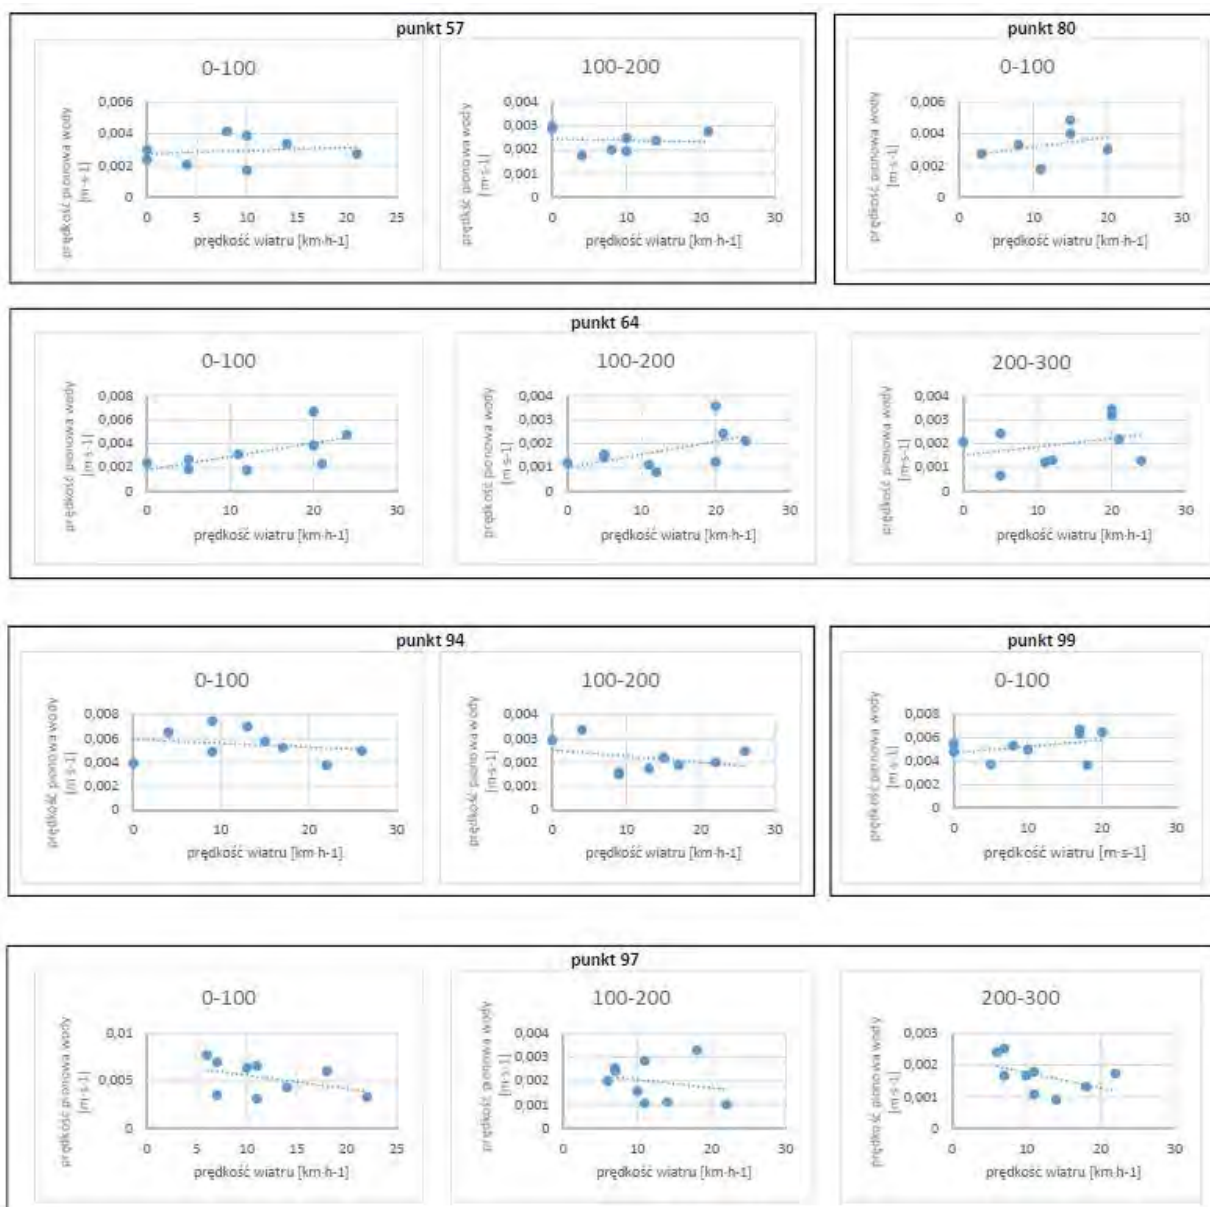 punkt 57
0-100
prędkość pionowa wody
[m·s-1]
0,006
0,004
0,002
0
0 5 10 15 20 25
prędkość wiatru [km·h-1]
100-200
prędkość pionowa wody
[m·s-1]
0,004
0,003
0,002
0,001
0
0 10 20 30
prędkość wiatru [km·h-1]
punkt 80
0-100
prędkość pionowa wody
[m·s-1]
0,006
0,004
0,002
0
0 10 20 30
prędkość wiatru [km·h-1]
punkt 64
0-100
prędkość pionowa wody
[m·s-1]
0,008
0,006
0,004
0,002
0
0 10 20 30
prędkość wiatru [km·h-1]
100-200
prędkość pionowa wody
[m·s-1]
0,004
0,003
0,002
0,001
0
0 10 20 30
prędkość wiatru [km·h-1]
200-300
prędkość pionowa wody
[m·s-1]
0,004
0,003
0,002
0,001
0
0 10 20 30
prędkość wiatru [km·h-1]
punkt 94
0-100
prędkość pionowa wody
[m·s-1]
0,008
0,006
0,004
0,002
0
0 10 20 30
prędkość wiatru [km·h-1]
100-200
prędkość pionowa wody
[m·s-1]
0,004
0,003
0,002
0,001
0
0 10 20 30
prędkość wiatru [km·h-1]
punkt 99
0-100
prędkość pionowa wody
[m·s-1]
0,008
0,006
0,004
0,002
0
0 10 20 30
prędkość wiatru [m·s-1]
punkt 97
0-100
prędkość pionowa wody
[m·s-1]
0,01
0,005
0
0 5 10 15 20 25
prędkość wiatru [km·h-1]
100-200
prędkość pionowa wody
[m·s-1]
0,004
0,003
0,002
0,001
0
0 10 20 30
prędkość wiatru [km·h-1]
200-300
prędkość pionowa wody
[m·s-1]
0,003
0,002
0,001
0
0 10 20 30
prędkość wiatru [km·h-1]